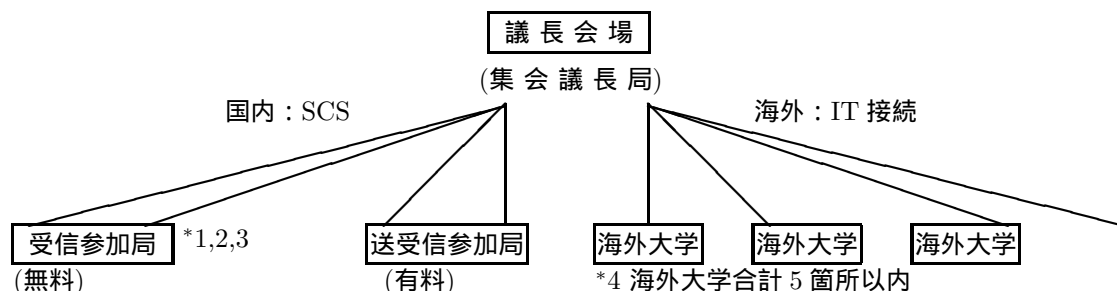 議 長 会 場
(集 会 議 長 局)
国内：SCS 海外：IT 接続
受信参加局 *1,2,3 送受信参加局 海外大学 海外大学 海外大学
(無料) (有料) *4 海外大学合計 5 箇所以内